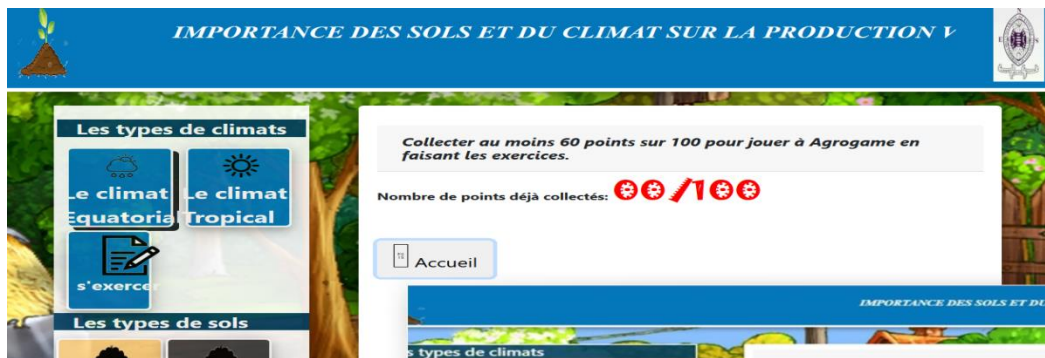 IMPORTANCE DES SOLS ET DU CLIMAT SUR LA PRODUCTION V
Les types de climats
Le climat Equatorial
Le climat Tropical
s'exercer
Les types de sols
Collecter au moins 60 points sur 100 pour jouer à Agrogame en
faisant les exercices.
Nombre de points déjà collectés: 00/100
Accueil
IMPORTANCE DES SOLS ET DU
s types de climats